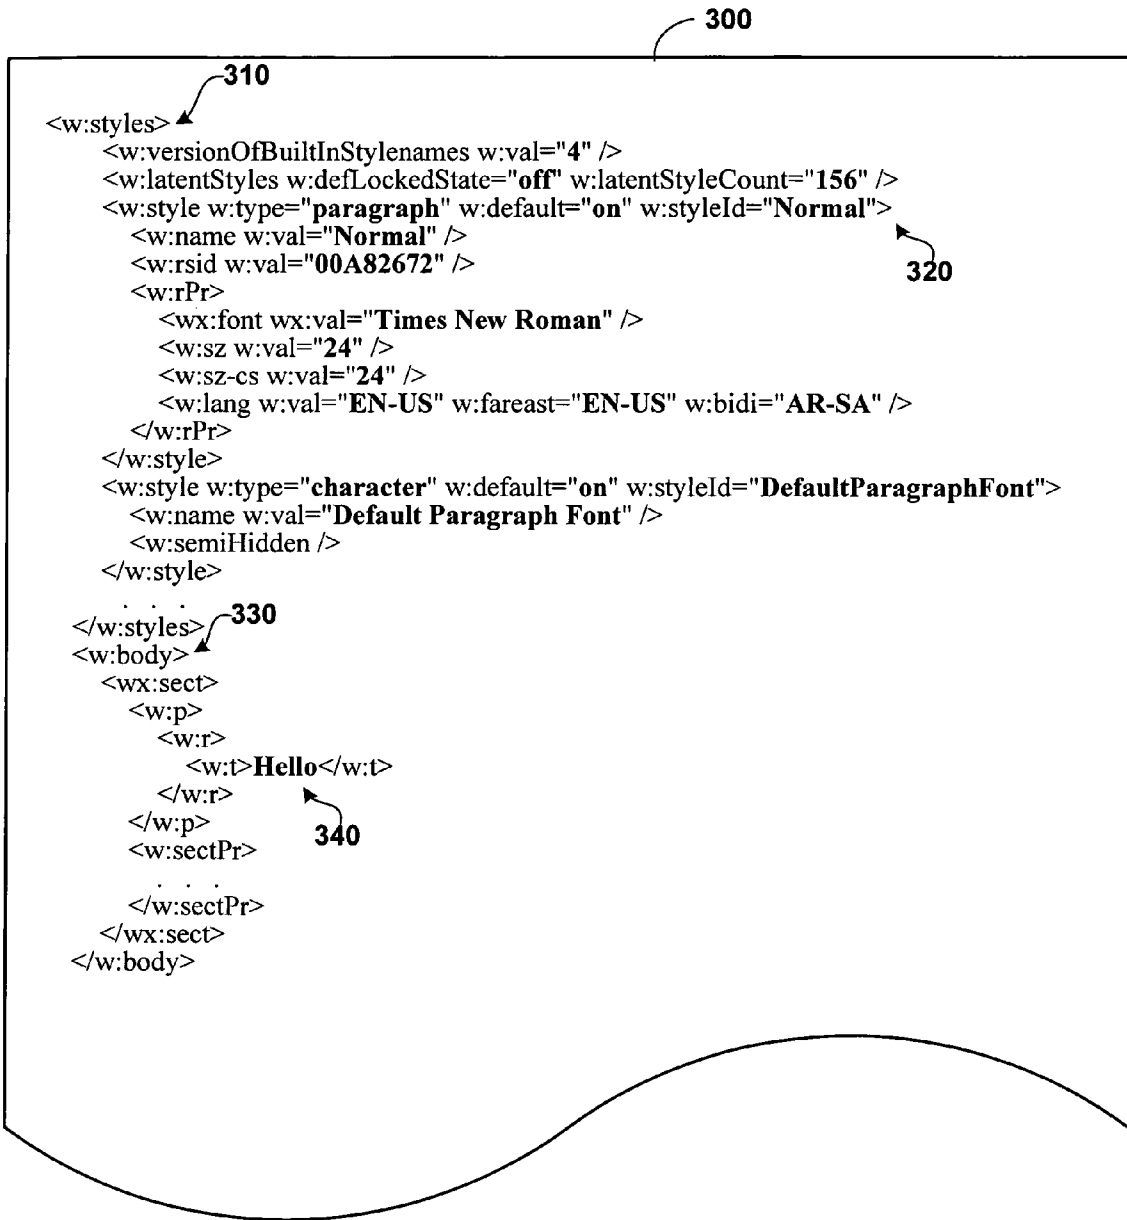 300
310
<w:styles>
<w:versionOfBuiltInStylenames w:val="4" />
<w:latentStyles w:defLockedState="off" w:latentStyleCount="156" />
<w:style w:type="paragraph" w:default="on" w:styleId="Normal">
<w:name w:val="Normal" />
320
<w:rsid w:val="00A82672" />
<w:rPr>
<wx:font wx:val="Times New Roman" />
<w:sz w:val="24" />
<w:sz-cs w:val="24" />
<w:lang w:val="EN-US" w:fareast="EN-US" w:bidi="AR-SA" />
</w:rPr>
</w:style>
<w:style w:type="character" w:default="on" w:styleId="DefaultParagraphFont">
<w:name w:val="Default Paragraph Font" />
<w:semiHidden />
</w:style>
. . .
</w:styles>
330
<w:body>
<wx:sect>
<w:p>
<w:r>
<w:t>Hello</w:t>
</w:r>
</w:p>
340
<w:sectPr>
. . .
</w:sectPr>
</wx:sect>
</w:body>